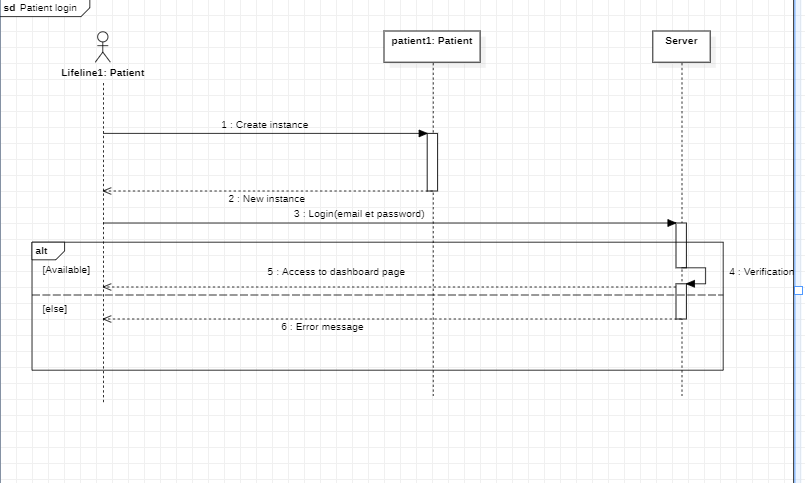 sd Patient login
Lifeline1: Patient
patient1: Patient
Server
1 : Create instance
2 : New instance
3 : Login(email et password)
alt
[Available]
5 : Access to dashboard page
4 : Verification
[else]
6 : Error message